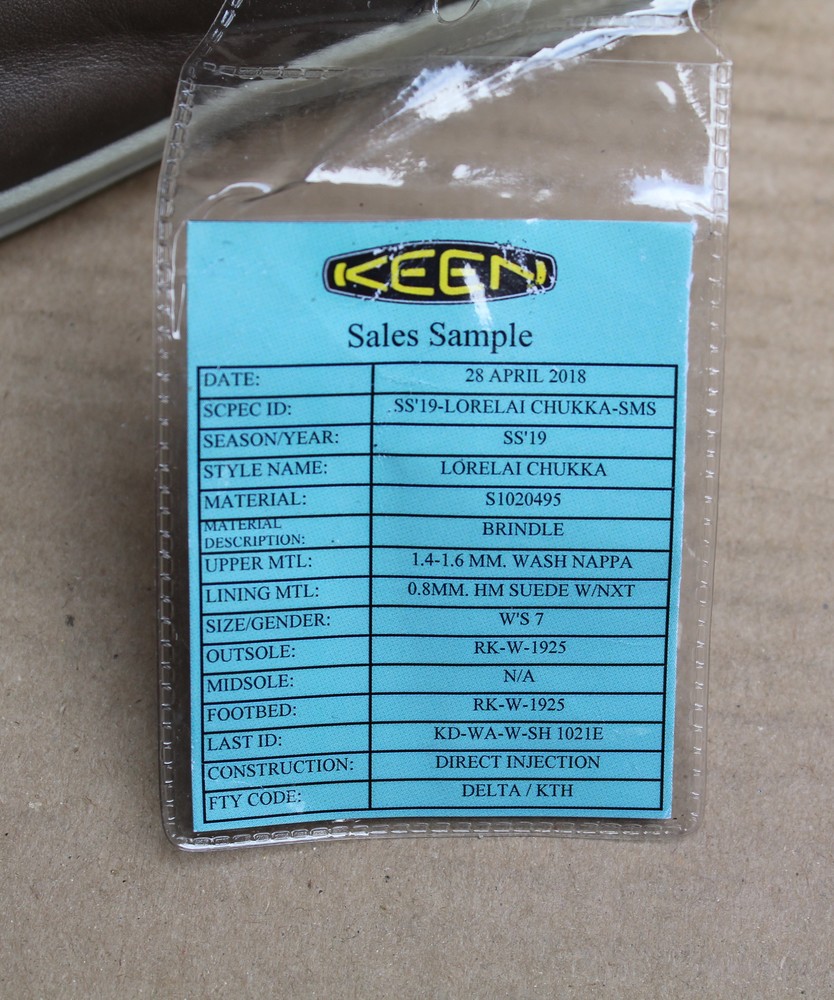 KEEN
Sales Sample
DATE: 28 APRIL 2018
SCPEC ID: SS'19-LORELAI CHUKKA-SMS
SEASON/YEAR: SS'19
STYLE NAME: LORELAI CHUKKA
MATERIAL: S1020495
MATERIAL
DESCRIPTION: BRINDLE
UPPER MTL: 1.4-1.6 MM. WASH NAPPA
LINING MTL: 0.8MM. HM SUEDE W/NXT
SIZE/GENDER: W'S 7
OUTSOLE: RK-W-1925
MIDSOLE: N/A
FOOTBED: RK-W-1925
LAST ID: KD-WA-W-SH 1021E
CONSTRUCTION: DIRECT INJECTION
FTY CODE: DELTA / KTH